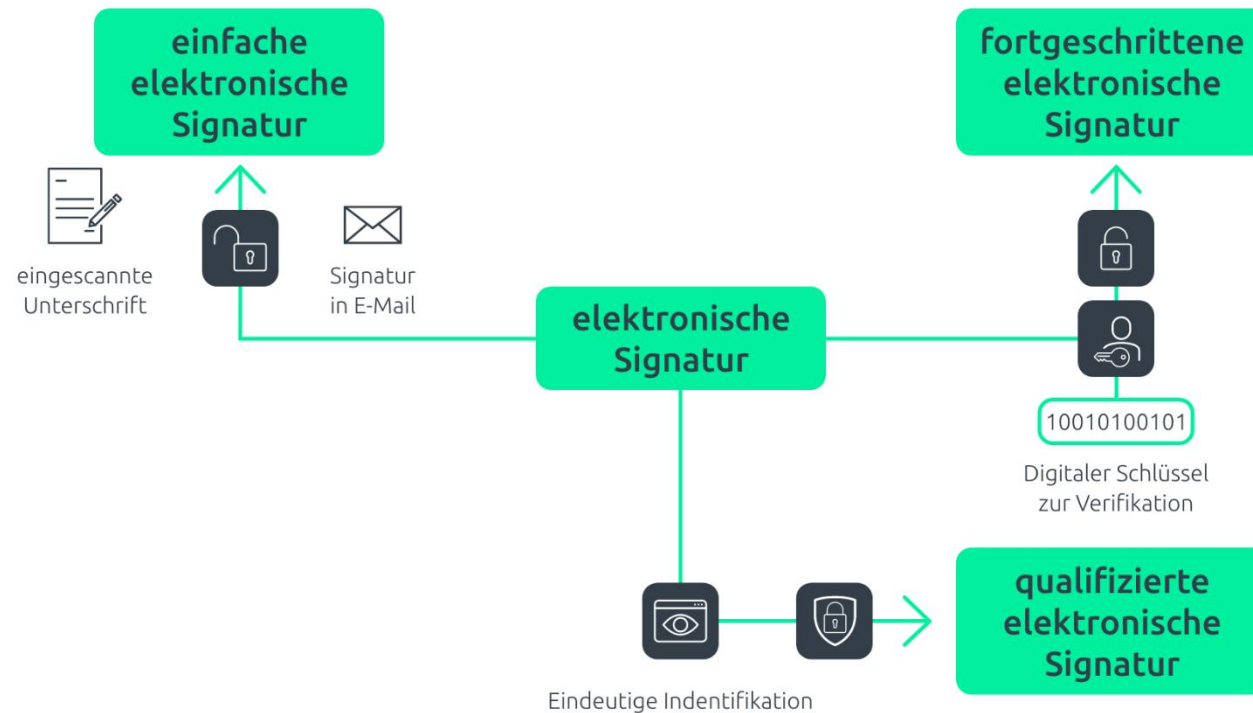 einfache
elektronische
Signatur
fortgeschrittene
elektronische
Signatur
eingescannte
Unterschrift
Signatur
in E-Mail
elektronische
Signatur
10010100101
Digitaler Schlüssel
zur Verifikation
qualifizierte
elektronische
Signatur
Eindeutige Indentifikation